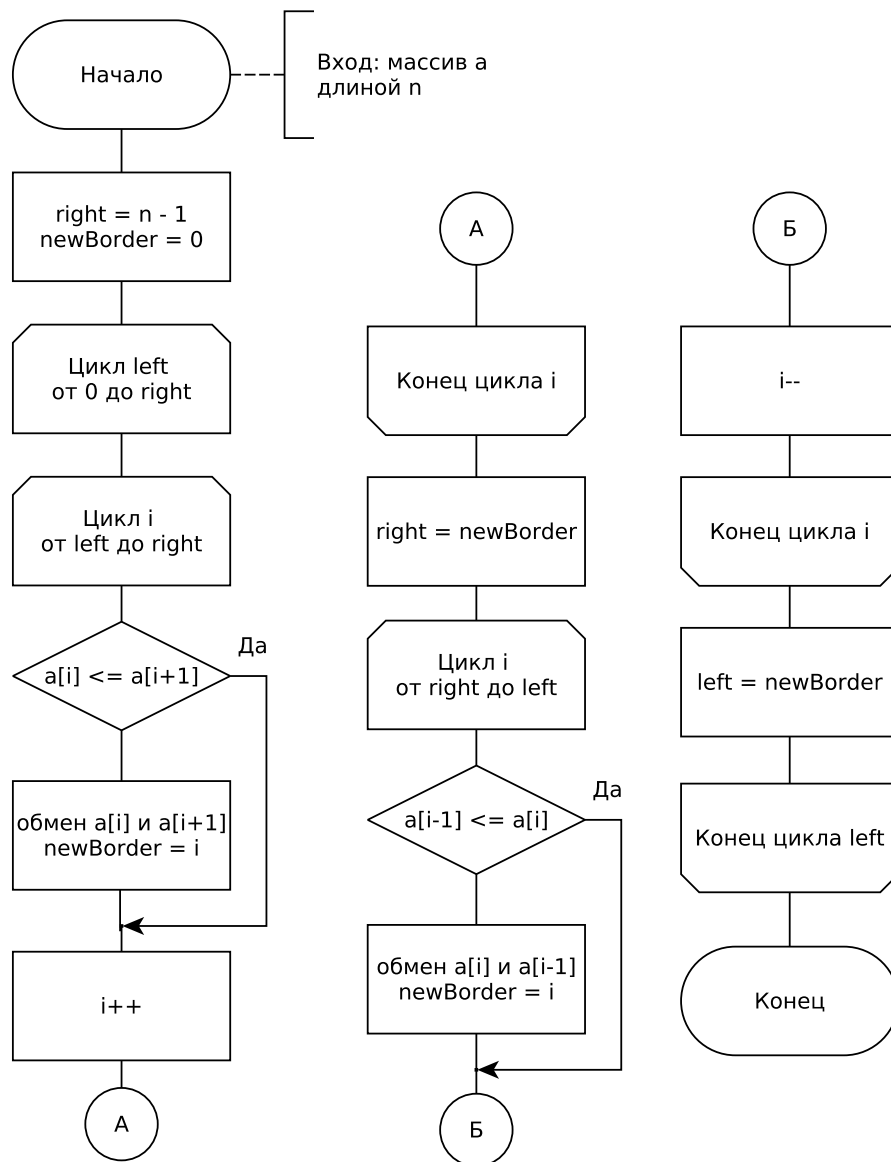 Начало
Вход: массив a
длиной n
right = n - 1
newBorder = 0
Цикл left
от 0 до right
Цикл i
от left до right
Да
a[i] <= a[i+1]
обмен a[i] и a[i+1]
newBorder = i
i++
А
А
Конец цикла i
right = newBorder
Цикл i
от right до left
Да
a[i-1] <= a[i]
обмен a[i] и a[i-1]
newBorder = i
Б
Б
i--
Конец цикла i
left = newBorder
Конец цикла left
Конец